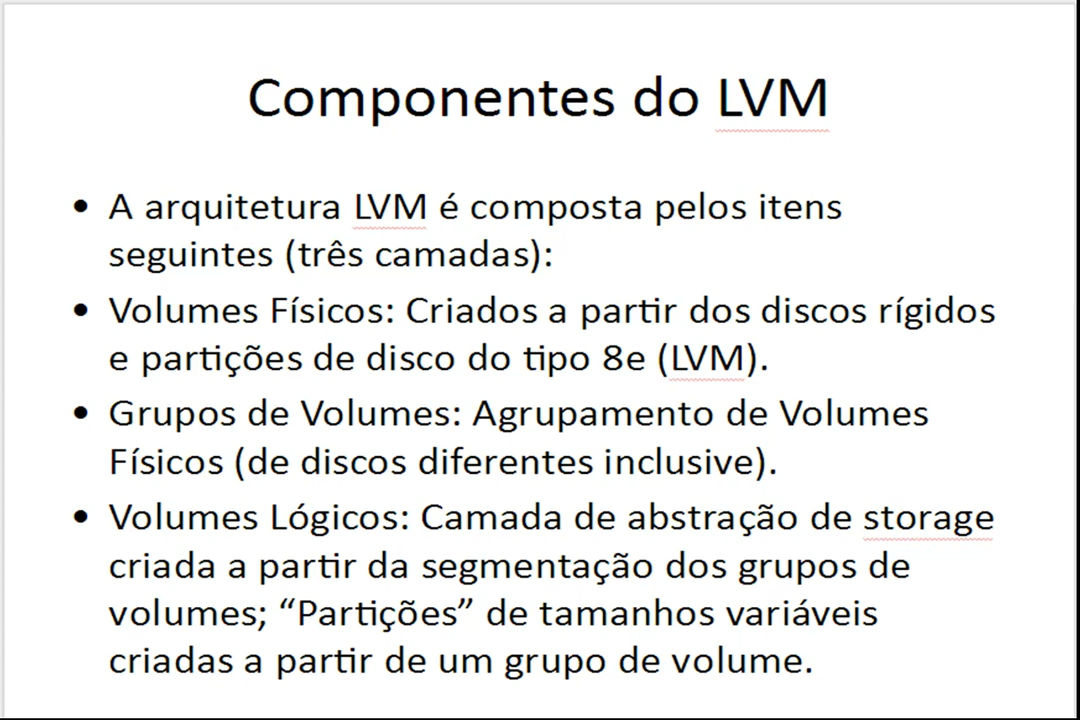 Componentes do LVM
• A arquitetura LVM é composta pelos itens
seguintes (três camadas):
• Volumes Físicos: Criados a partir dos discos rígidos
e partições de disco do tipo 8e (LVM).
• Grupos de Volumes: Agrupamento de Volumes
Físicos (de discos diferentes inclusive).
• Volumes Lógicos: Camada de abstração de storage
criada a partir da segmentação dos grupos de
volumes; “Partições” de tamanhos variáveis
criadas a partir de um grupo de volume.